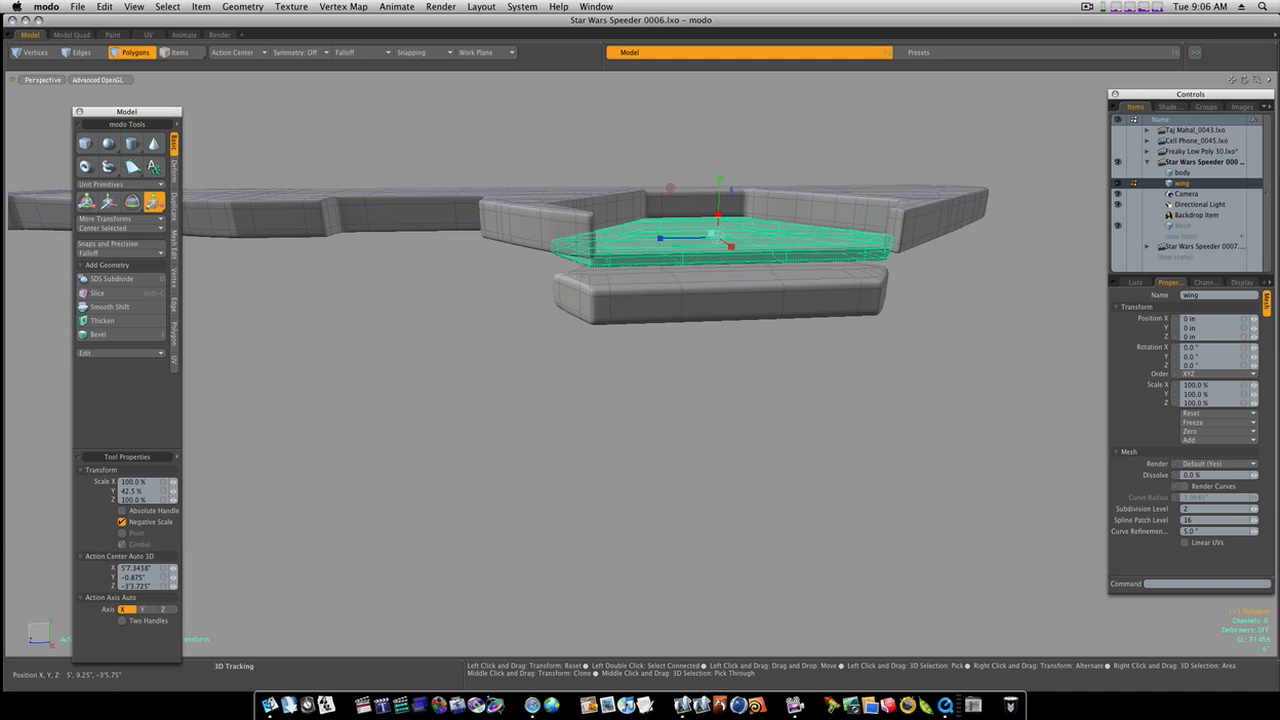 modo File Edit View Select Item Geometry Texture Vertex Map Animate Render Layout System Help Window Tue 9:06 AM
Star Wars Speeder 0006.lxo – modo
Model Model Quad Paint UV Animate Render +
Vertices Edges Polygons Items Action Center Symmetry: Off Falloff Snapping Work Plane Model Presets >>
Perspective Advanced OpenGL
Model
modo Tools
Basic
Deform
Duplicate
Mesh Edit
Vertex
Edge
Polygon
UV
Unit Primitives
More Transforms
Center Selected
Snaps and Precision
Falloff
Add Geometry
SDS Subdivide D
Slice Shift-C
Smooth Shift
Thicken
Bevel
Edit
Tool Properties
Transform
Scale X 100.0 %
Y 42.5 %
Z 100.0 %
Absolute Handle
Negative Scale
Pivot
Gimbal
Action Center Auto 3D
X 5'7.3438"
Y -0.875"
Z -3'3.725"
Action Axis Auto
Axis X Y Z
Two Handles
Controls
Items Shade ... Groups Images
Name
Taj Mahal_0043.lxo
Cell Phone_0045.lxo
Freaky Low Poly 30.lxo*
Star Wars Speeder 000 ...
body
wing
Camera
Directional Light
Backdrop Item
Mesh
(new item)
Star Wars Speeder 0007....
(new scene)
Lists Proper... Chann... Display
Mesh
Name wing
Transform
Position X 0 in
Y 0 in
Z 0 in
Rotation X 0.0 °
Y 0.0 °
Z 0.0 °
Order XYZ
Scale X 100.0 %
Y 100.0 %
Z 100.0 %
Reset
Freeze
Zero
Add
Mesh
Render Default (Yes)
Dissolve 0.0 %
Render Curves
Curve Radius
Subdivision Level 2
Spline Patch Level 16
Curve Refinemen... 5.0 °
Linear UVs
Command
Polygons
Channels: 0
Deformers: OFF
GL: 31456
6"
Position X, Y, Z: 5', 9.25", -3'5.75"
3D Tracking
Left Click and Drag: Transform: Reset ● Left Double Click: Select Connected ● Left Click and Drag: Drag and Drop: Move ● Left Click and Drag: 3D Selection: Pick ● Right Click and Drag: Transform: Alternate ● Right Click and Drag: 3D Selection: Area
Middle Click and Drag: Transform: Clone ● Middle Click and Drag: 3D Selection: Pick Through